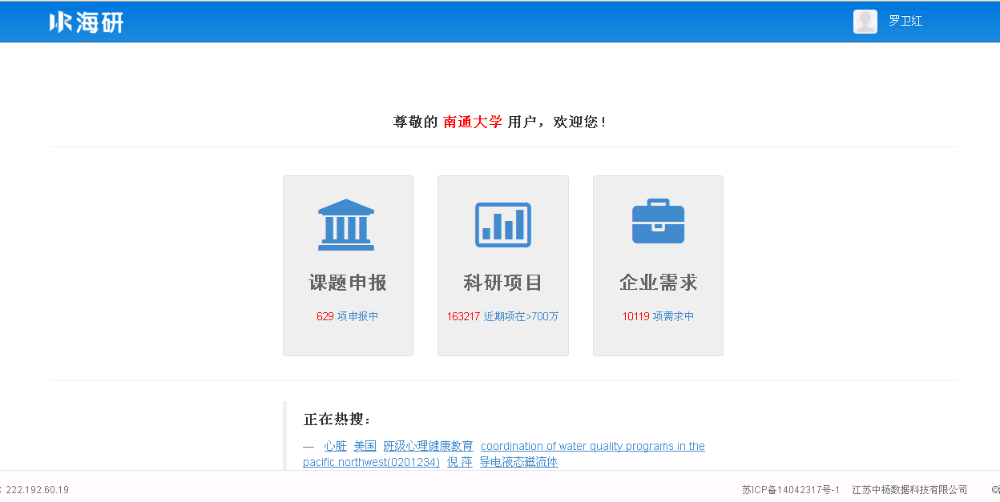 海研
罗卫红
尊敬的 南通大学 用户，欢迎您！
课题申报
629 项申报中
科研项目
163217 近期项在>700万
企业需求
10119 项需求中
正在热搜：
— 心脏 美国 班级心理健康教育 coordination of water quality programs in the
pacific northwest(0201234) 倪 萍 导电液态磁流体
: 222.192.60.19
苏ICP备14042317号-1 江苏中杨数据科技有限公司 ©